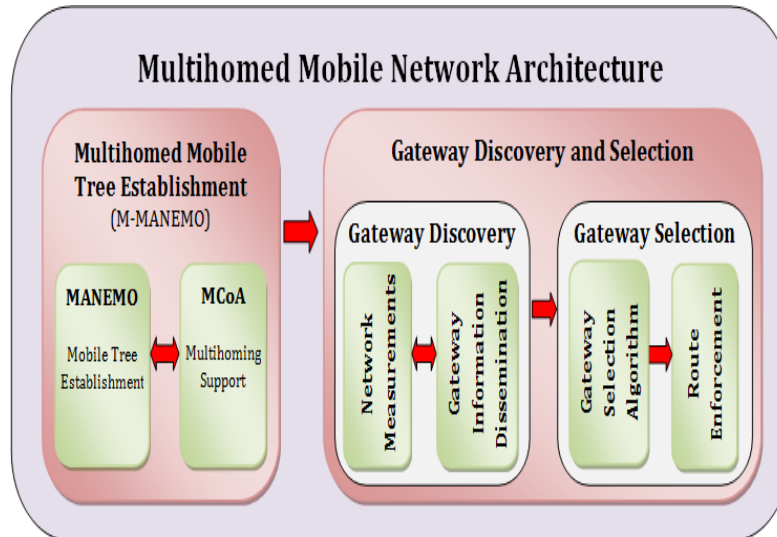 Multihomed Mobile Network Architecture
Multihomed Mobile
Tree Establishment
(M-MANEMO)
MANEMO
Mobile Tree
Establishment
MCoA
Multihoming
Support
Gateway Discovery and Selection
Gateway Discovery
Network
Measurements
Gateway
Information
Dissemination
Gateway Selection
Gateway
Selection
Algorithm
Route
Enforcement